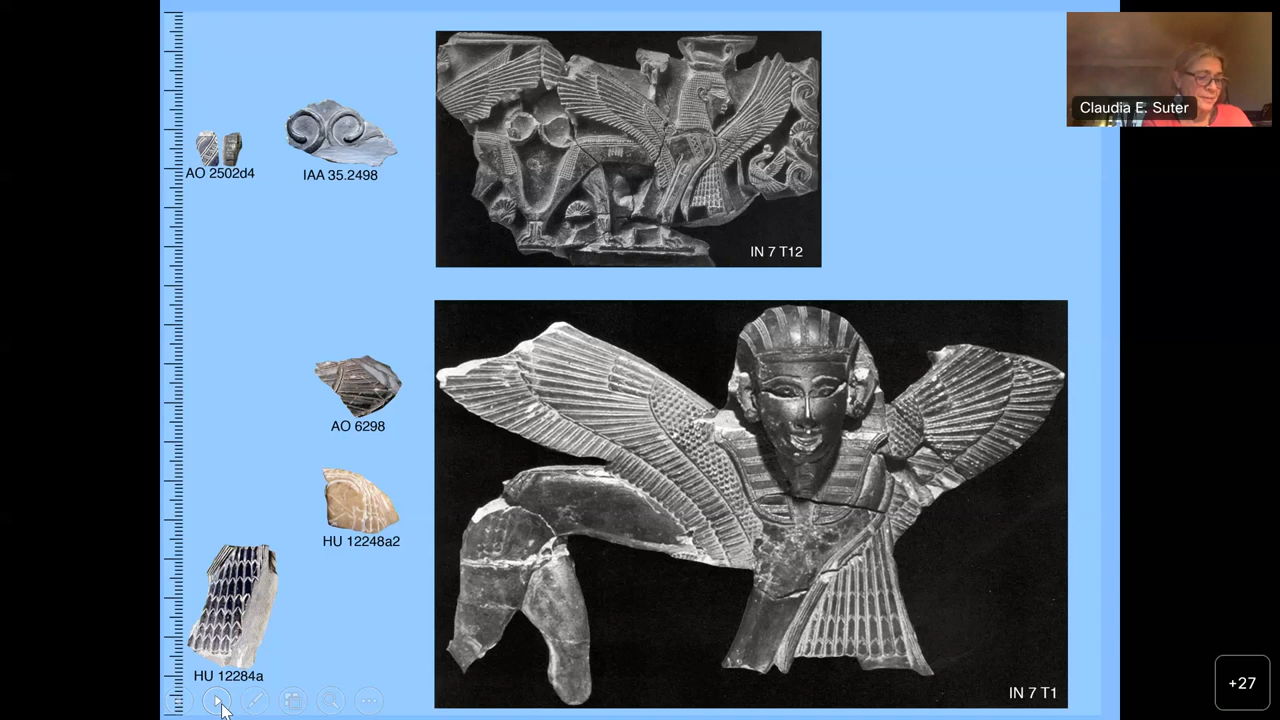 Claudia E. Suter
AO 2502d4
IAA 35.2498
IN 7 T12
AO 6298
HU 12248a2
HU 12284a
IN 7 T1
+27